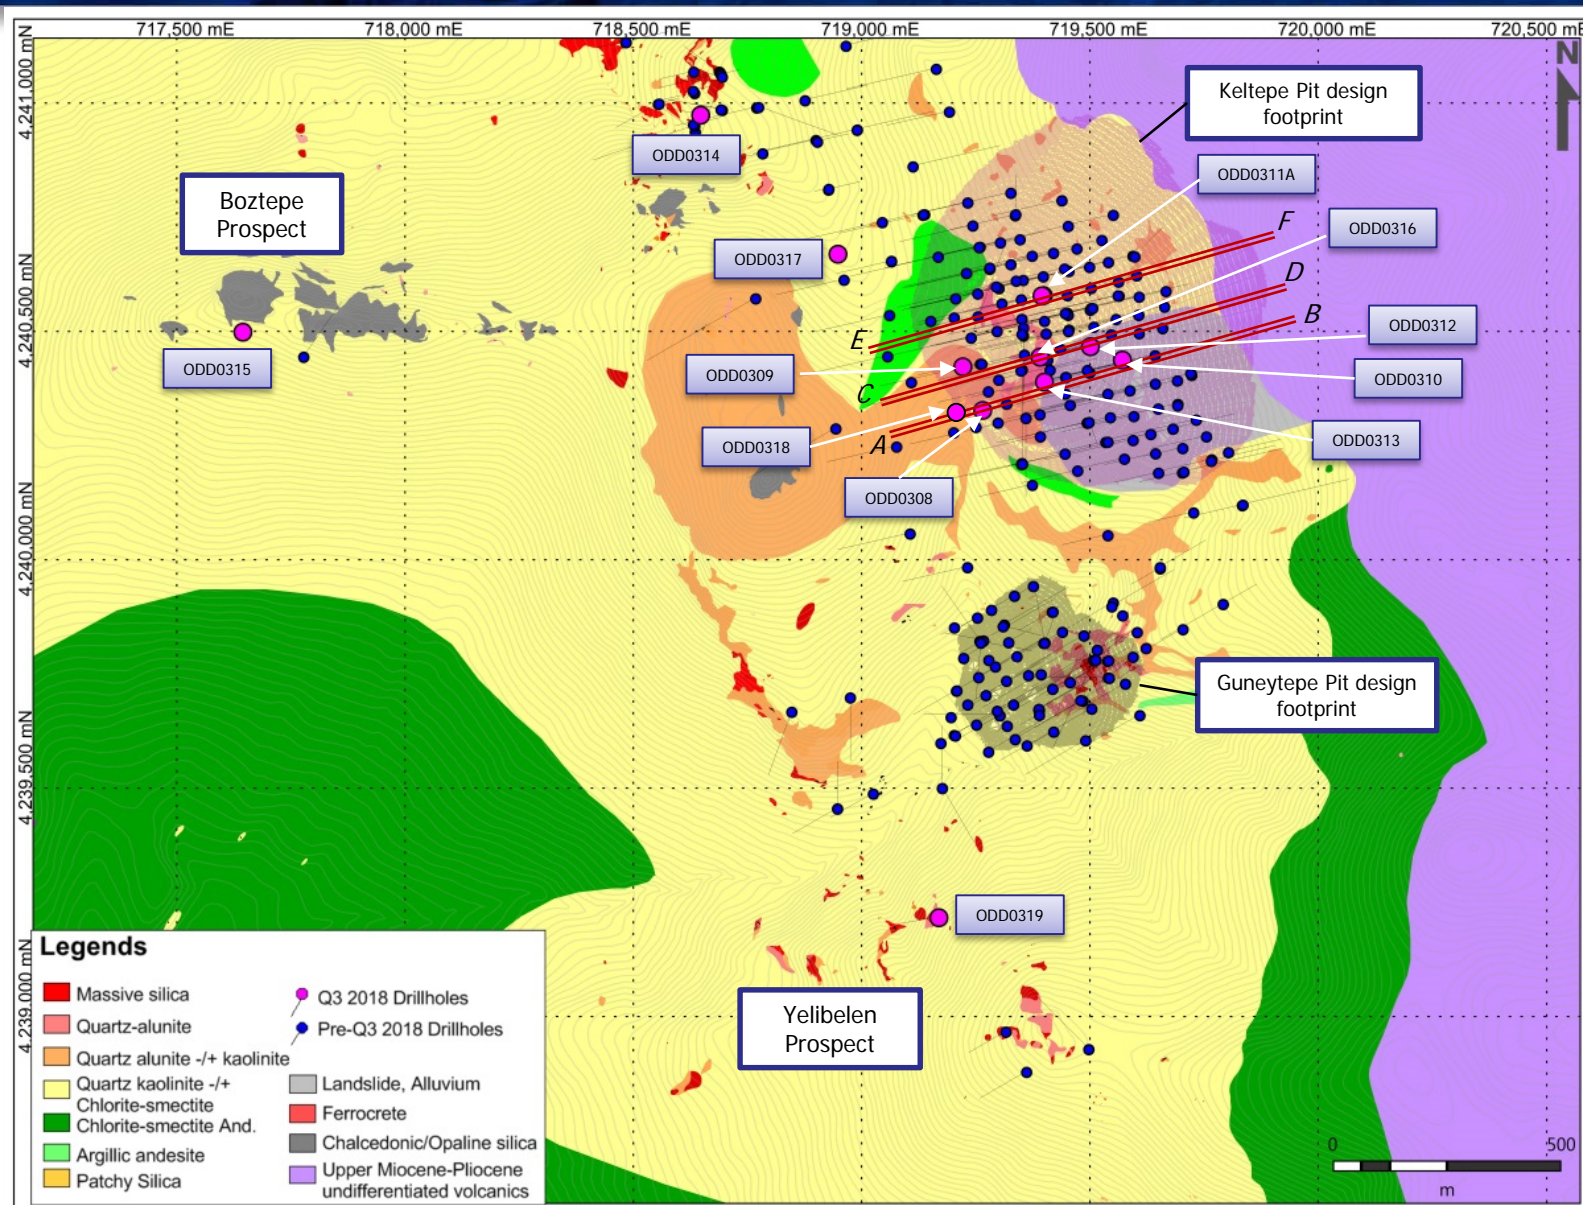 717,500 mE
718,000 mE
718,500 mE
719,000 mE
719,500 mE
720,000 mE
720,500 mE
N
4,241,000 mN
4,240,500 mN
4,240,000 mN
4,239,500 mN
4,239,000 mN
Keltepe Pit design
footprint
ODD0311A
ODD0314
Boztepe
Prospect
F
ODD0316
ODD0317
D
B
ODD0312
E
ODD0315
ODD0309
ODD0310
C
A
ODD0318
ODD0313
ODD0308
Guneytepe Pit design
footprint
ODD0319
Yelibelen
Prospect
Legends
Massive silica
Quartz-alunite
Quartz alunite -/+ kaolinite
Quartz kaolinite -/+
Chlorite-smectite
Chlorite-smectite And.
Argillic andesite
Patchy Silica
Q3 2018 Drillholes
Pre-Q3 2018 Drillholes
Landslide, Alluvium
Ferrocrete
Chalcedonic/Opaline silica
Upper Miocene-Pliocene
undifferentiated volcanics
0
500
m